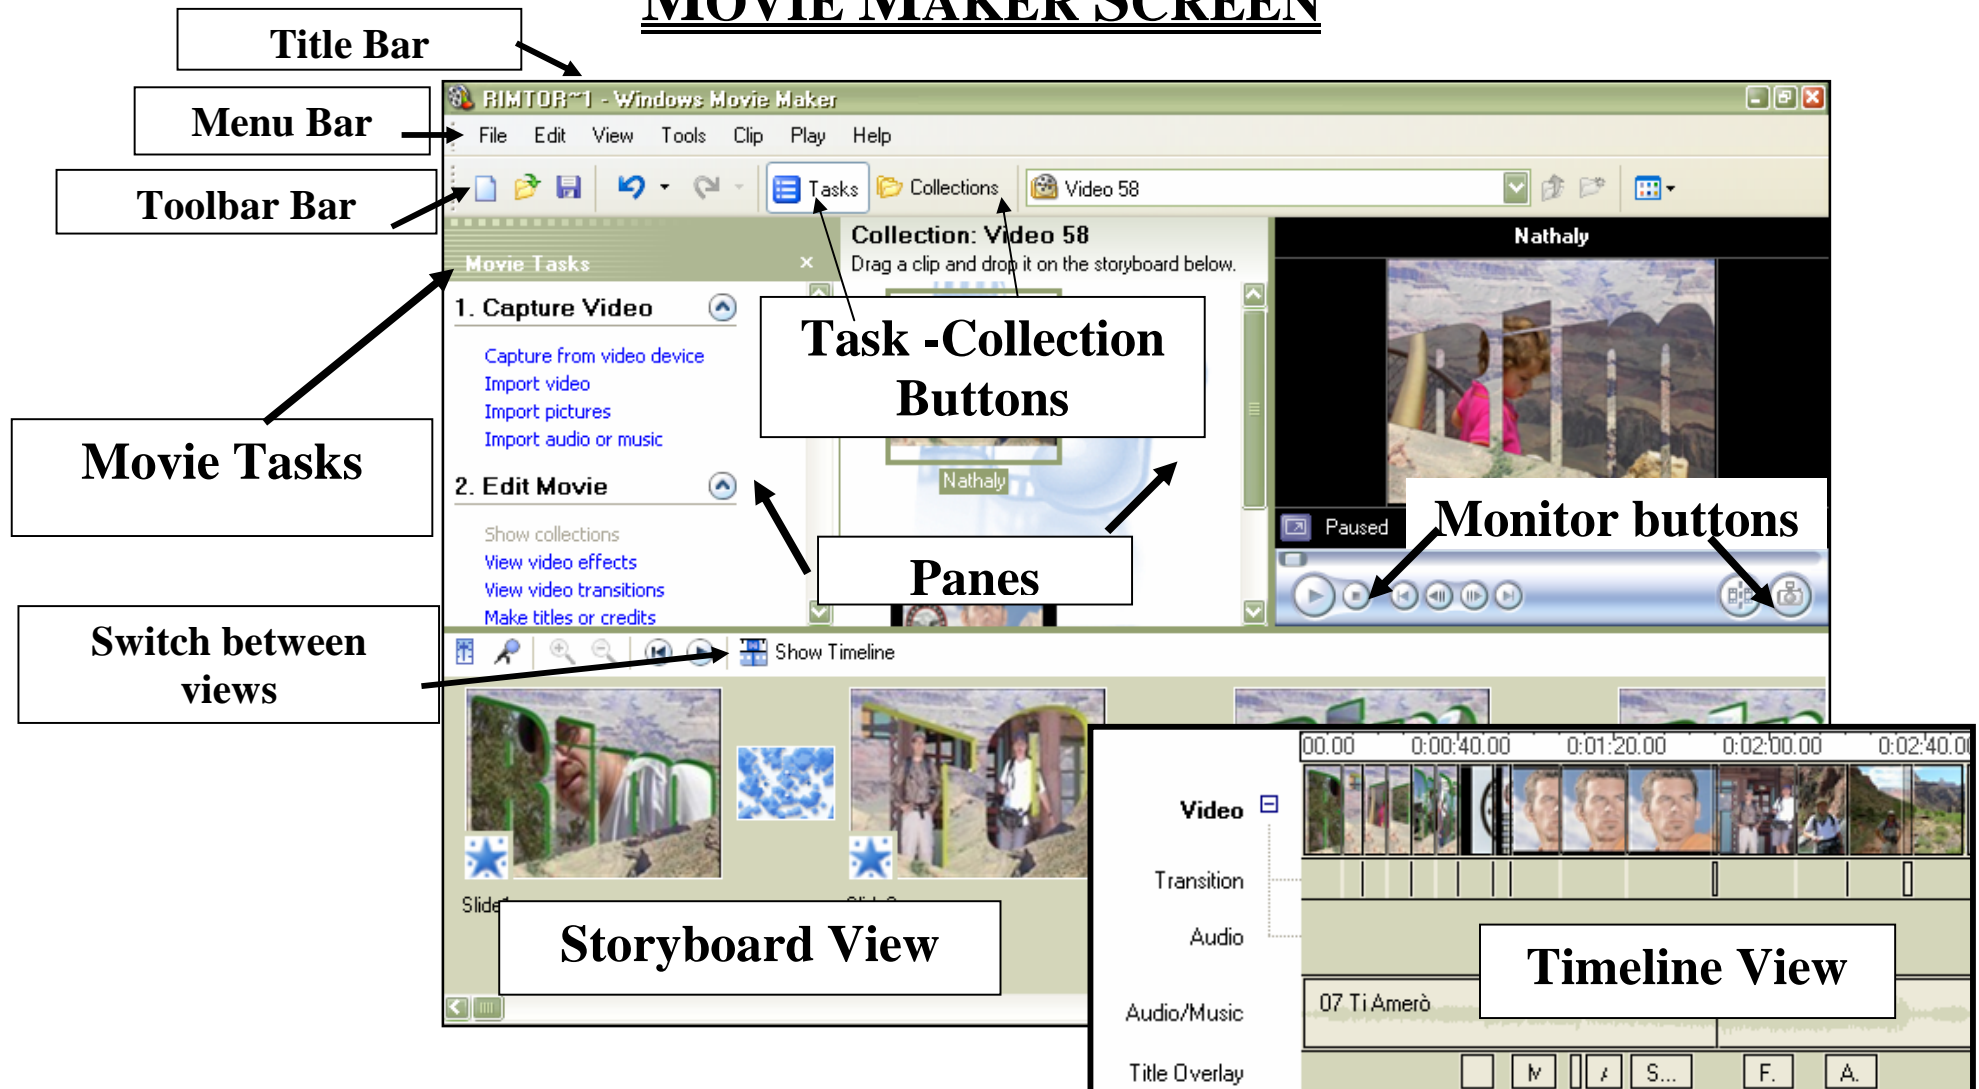 MOVIE MAKER SCREEN
Title Bar
RIMTOR~1 - Windows Movie Maker
Menu Bar
File Edit View Tools Clip Play Help
Toolbar Bar
Tasks Collections Video 58
Movie Tasks
Collection: Video 58
Drag a clip and drop it on the storyboard below.
Nathaly
1. Capture Video
Capture from video device
Import video
Import pictures
Import audio or music
Task -Collection
Buttons
Movie Tasks
2. Edit Movie
Show collections
View video effects
View video transitions
Make titles or credits
Nathaly
Panes
Paused
Monitor buttons
Switch between
views
Show Timeline
Rim
Storyboard View
00.00 0:00:40.00 0:01:20.00 0:02:00.00 0:02:40.0
Video
Transition
Audio
Timeline View
Audio/Music
07 Ti Amerò
Title Overlay
S... F. A.